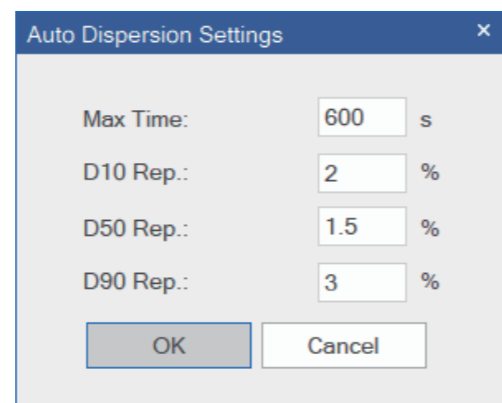 Auto Dispersion Settings ×
Max Time: 600 s
D10 Rep.: 2 %
D50 Rep.: 1.5 %
D90 Rep.: 3 %
OK Cancel